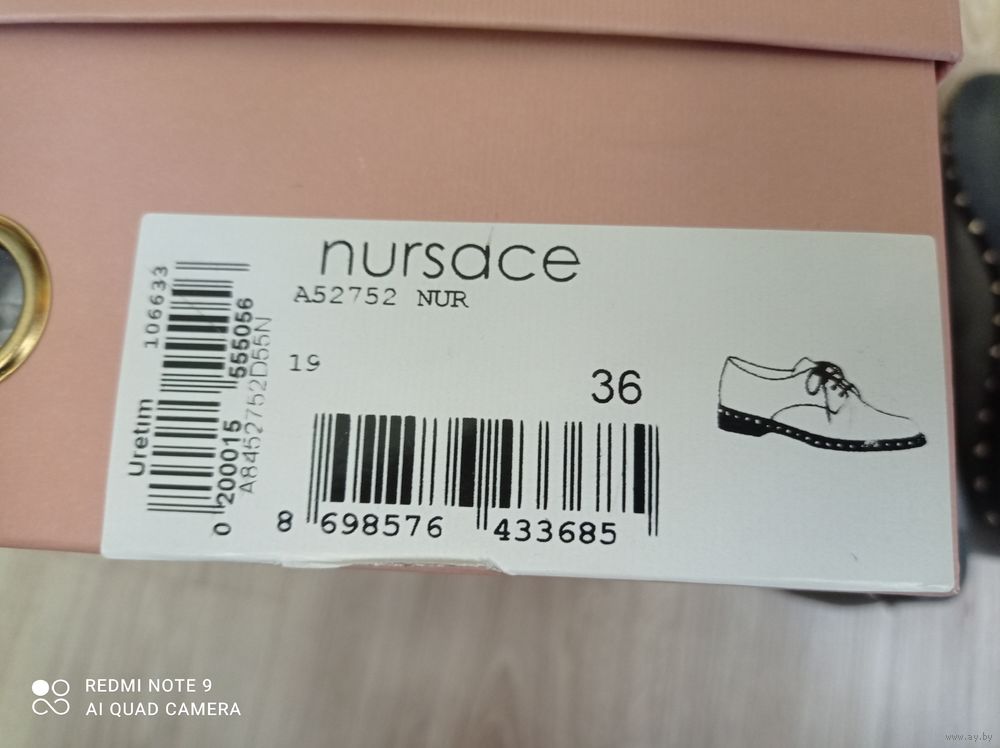 nursace
A52752 NUR
19
36
8 698576 433685
Uretim 106633
0 200015 555056
A8452752D55N
REDMI NOTE 9
AI QUAD CAMERA
www.ay.by